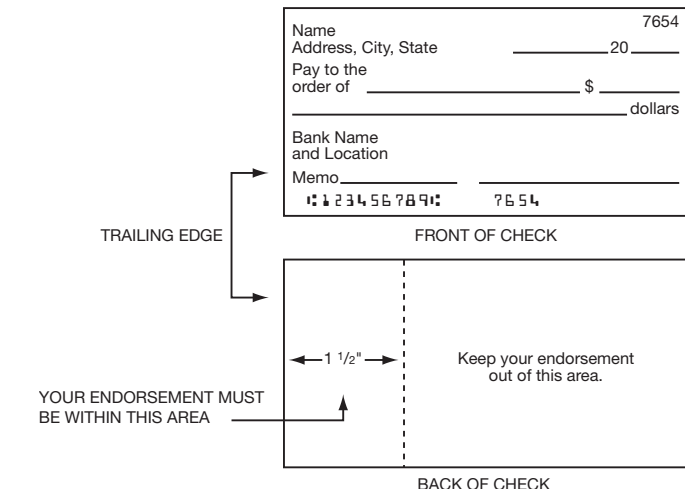 7654
Name
Address, City, State 20
Pay to the
order of $
dollars
Bank Name
and Location
Memo
⑆123456789⑆ 7654
TRAILING EDGE
FRONT OF CHECK
1 1/2"
Keep your endorsement
out of this area.
YOUR ENDORSEMENT MUST
BE WITHIN THIS AREA
BACK OF CHECK